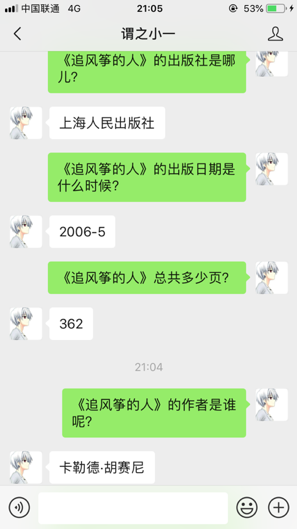 中国联通 4G 21:05 53%
谓之小一
《追风筝的人》的出版社是哪
儿?
上海人民出版社
《追风筝的人》的出版日期是
什么时候?
2006-5
《追风筝的人》总共多少页?
362
21:04
《追风筝的人》的作者是谁
呢?
卡勒德·胡赛尼